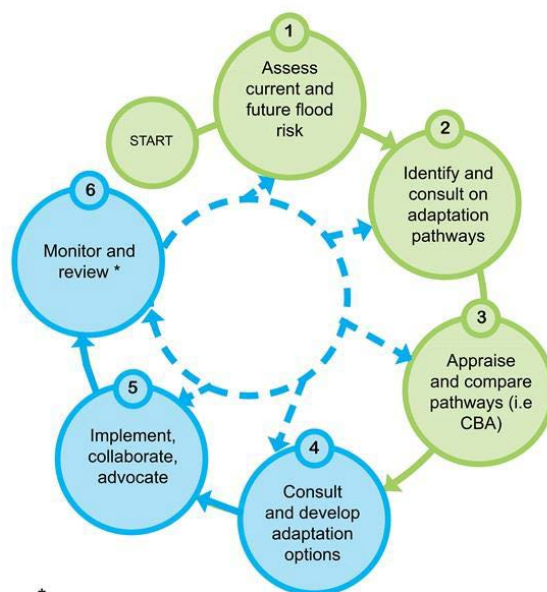 START
1
Assess
current and
future flood
risk
2
Identify and
consult on
adaptation
pathways
3
Appraise
and compare
pathways (i.e
CBA)
4
Consult
and develop
adaptation
options
5
Implement,
collaborate,
advocate
6
Monitor and
review *
*